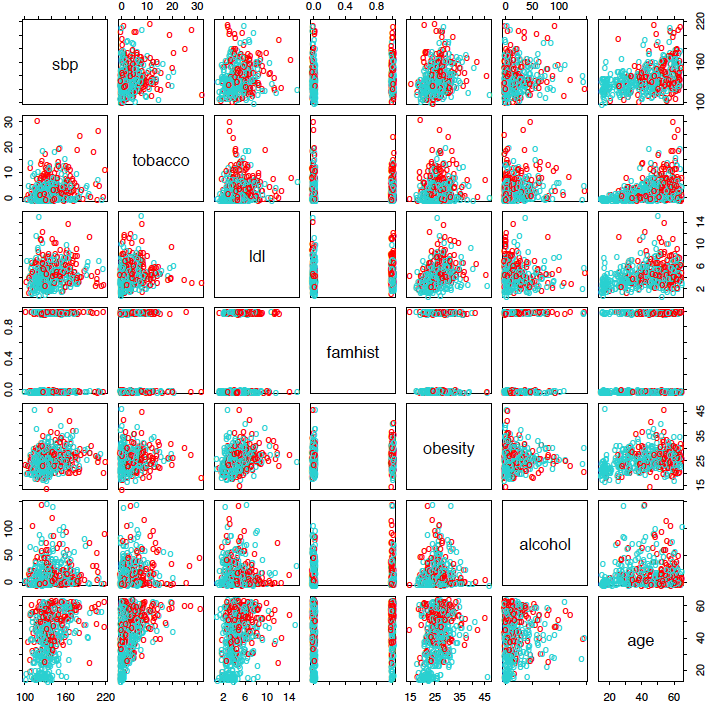 0 10 20 30 0.0 0.4 0.8 0 50 100
sbp 100 160 220
0 10 20 30 tobacco
ldl 2 6 10 14
0.0 0.4 0.8 famhist
obesity 15 25 35 45
0 50 100 alcohol
age 20 40 60
100 160 220 2 6 10 14 15 25 35 45 20 40 60